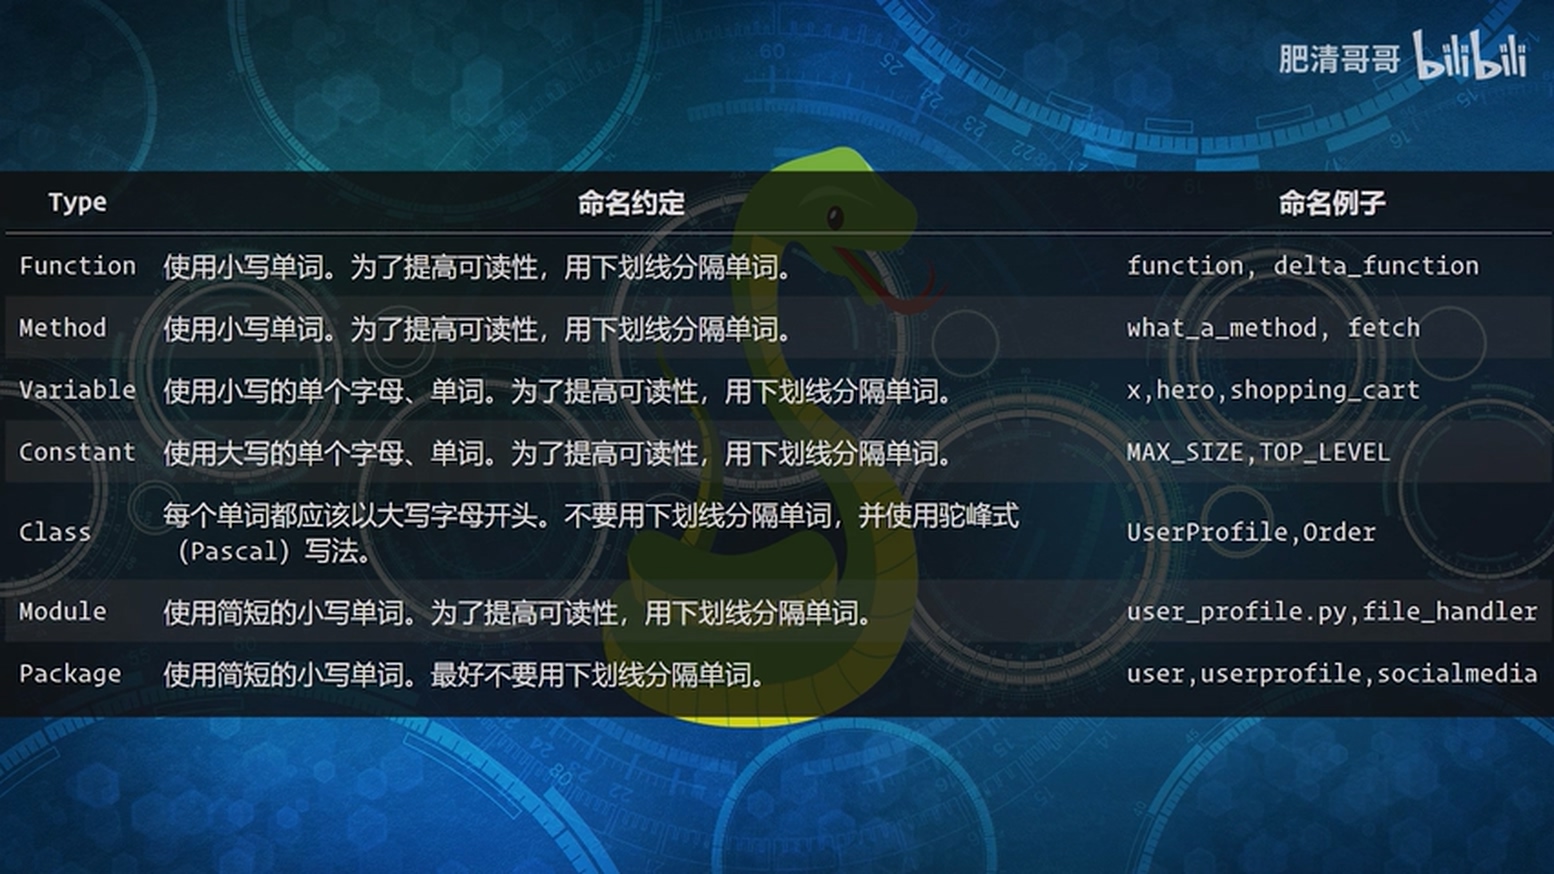 肥清哥哥 bilibili
Type 命名约定 命名例子
Function 使用小写单词。为了提高可读性，用下划线分隔单词。 function, delta_function
Method 使用小写单词。为了提高可读性，用下划线分隔单词。 what_a_method, fetch
Variable 使用小写的单个字母、单词。为了提高可读性，用下划线分隔单词。 x,hero,shopping_cart
Constant 使用大写的单个字母、单词。为了提高可读性，用下划线分隔单词。 MAX_SIZE,TOP_LEVEL
Class 每个单词都应该以大写字母开头。不要用下划线分隔单词，并使用驼峰式 UserProfile,Order
（Pascal）写法。
Module 使用简短的小写单词。为了提高可读性，用下划线分隔单词。 user_profile.py,file_handler
Package 使用简短的小写单词。最好不要用下划线分隔单词。 user,userprofile,socialmedia